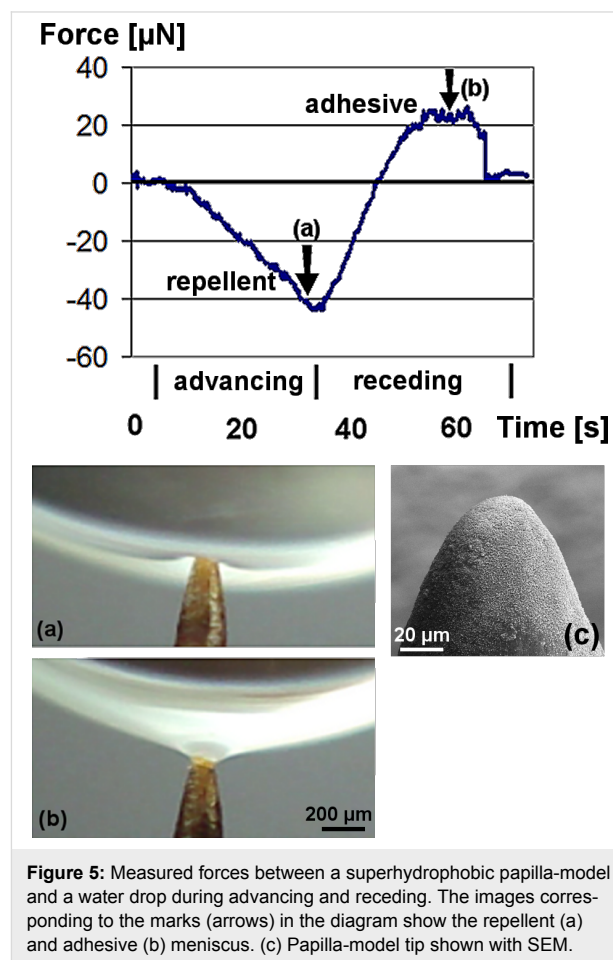 Force [µN]
40
20
0
-20
-40
-60
adhesive
(b)
(a)
repellent
| advancing | receding |
0 20 40 60 Time [s]
(a)
(b)
200 µm
20 µm
(c)
Figure 5: Measured forces between a superhydrophobic papilla-model
and a water drop during advancing and receding. The images corres-
ponding to the marks (arrows) in the diagram show the repellent (a)
and adhesive (b) meniscus. (c) Papilla-model tip shown with SEM.